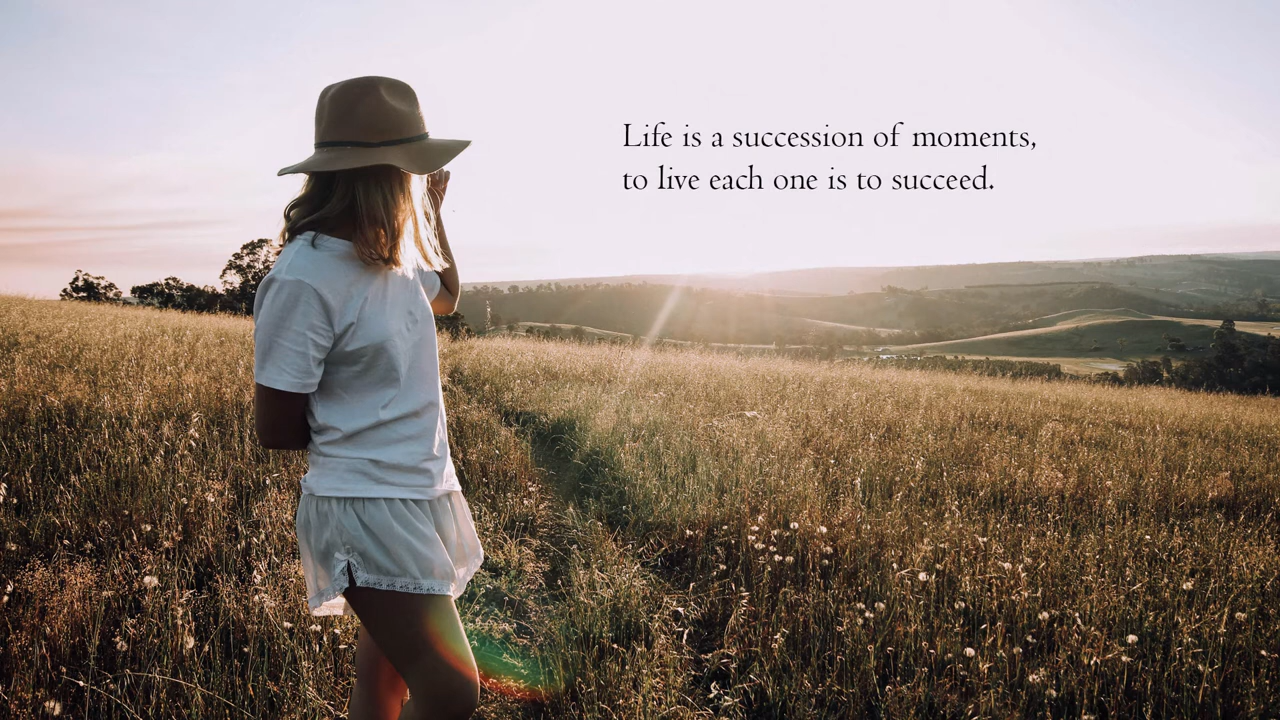 Life is a succession of moments,
to live each one is to succeed.